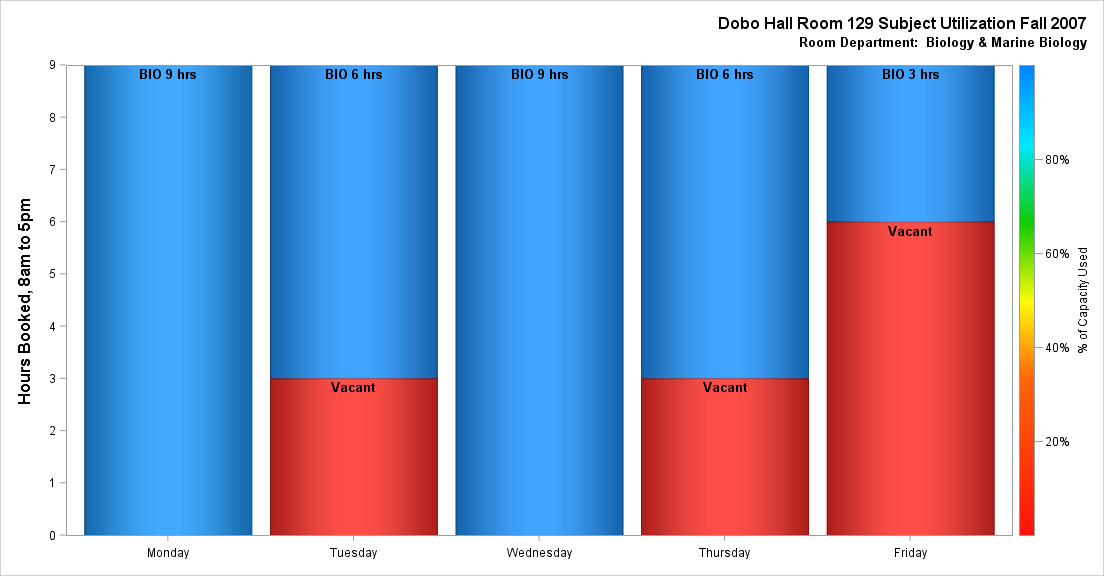 Dobo Hall Room 129 Subject Utilization Fall 2007
Room Department:  Biology & Marine Biology
Hours Booked, 8am to 5pm
9
8
7
6
5
4
3
2
1
0
BIO 9 hrs
BIO 6 hrs
BIO 9 hrs
BIO 6 hrs
BIO 3 hrs
Vacant
Vacant
Vacant
Monday
Tuesday
Wednesday
Thursday
Friday
80%
60%
40%
20%
% of Capacity Used